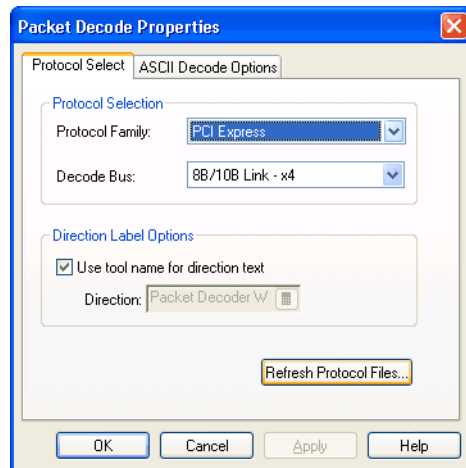 Packet Decode Properties
Protocol Select ASCII Decode Options
Protocol Selection
Protocol Family: PCI Express
Decode Bus: 8B/10B Link - x4
Direction Label Options
Use tool name for direction text
Direction: Packet Decoder W
Refresh Protocol Files...
OK Cancel Apply Help